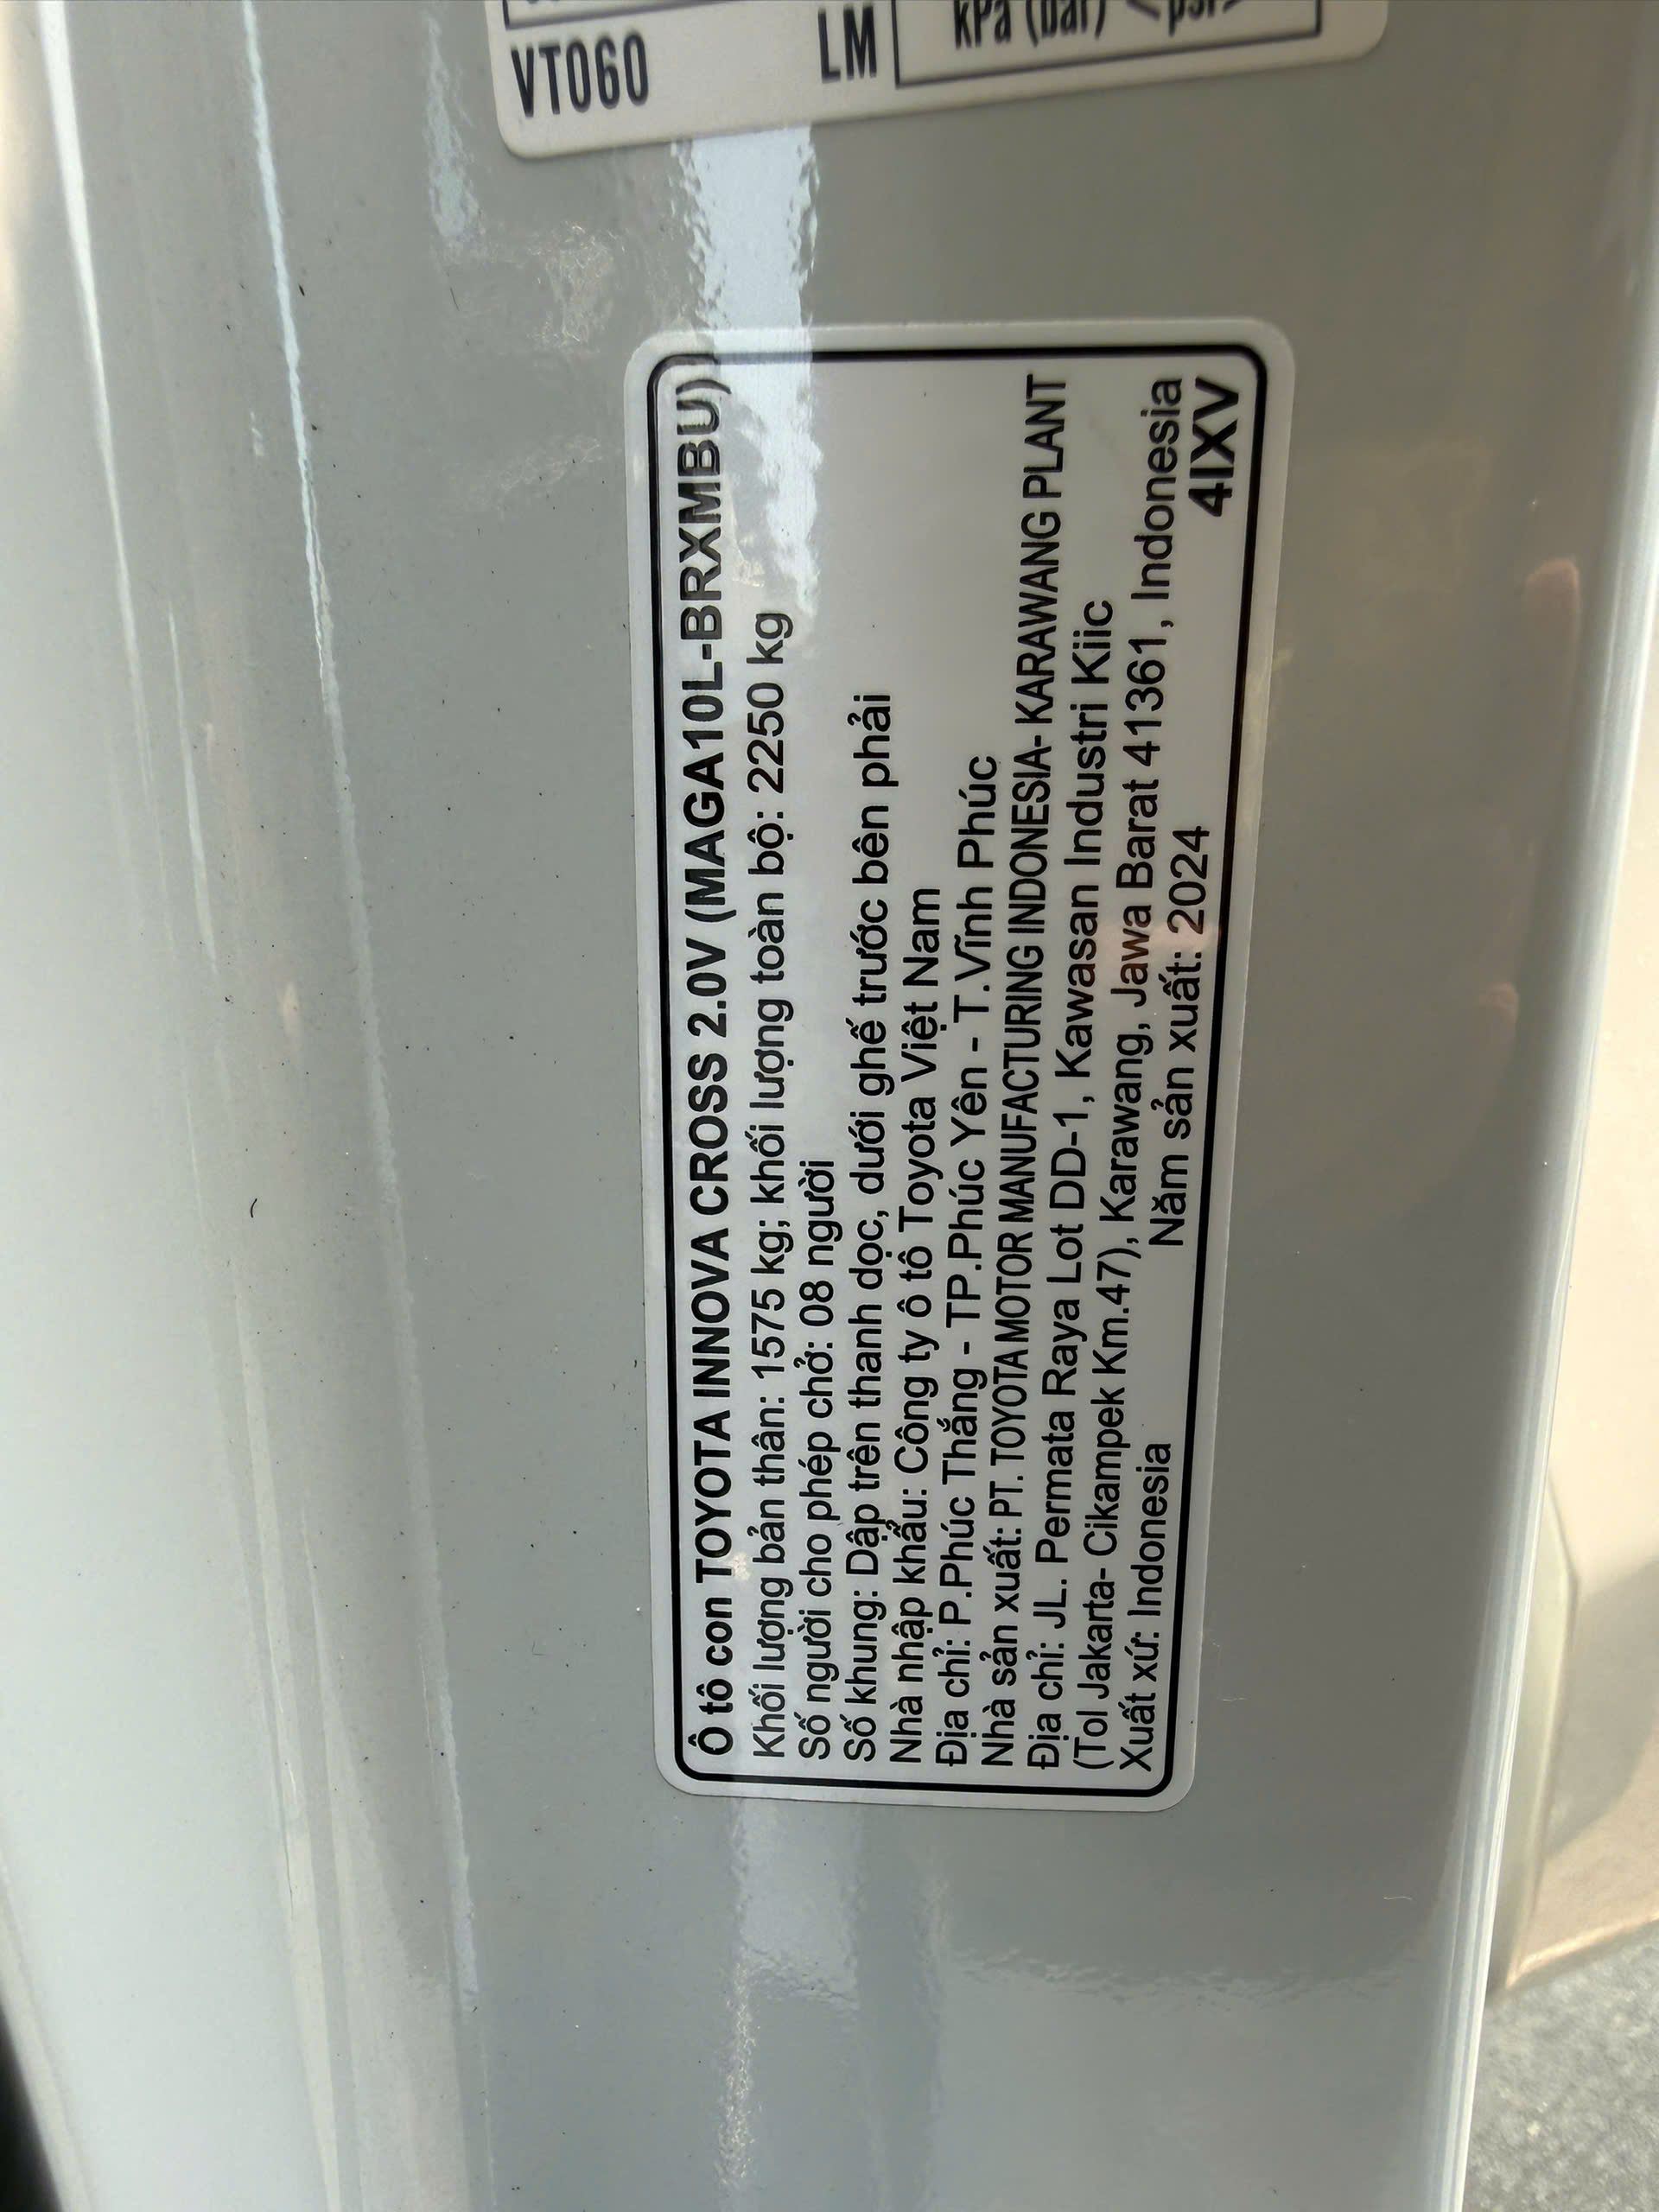 VT060
LM
kPa (bar) <psi>
Ô tô con TOYOTA INNOVA CROSS 2.0V (MAGA10L-BRXMBU)
Khối lượng bản thân: 1575 kg; khối lượng toàn bộ: 2250 kg
Số người cho phép chở: 08 người
Số khung: Dập trên thanh dọc, dưới ghế trước bên phải
Nhà nhập khẩu: Công ty ô tô Toyota Việt Nam
Địa chỉ: P.Phúc Thắng - TP.Phúc Yên - T.Vĩnh Phúc
Nhà sản xuất: PT. TOYOTA MOTOR MANUFACTURING INDONESIA- KARAWANG PLANT
Địa chỉ: JL. Permata Raya Lot DD-1, Kawasan Industri Kiic
(Tol Jakarta- Cikampek Km.47), Karawang, Jawa Barat 41361, Indonesia
Xuất xứ: Indonesia Năm sản xuất: 2024 4IXV